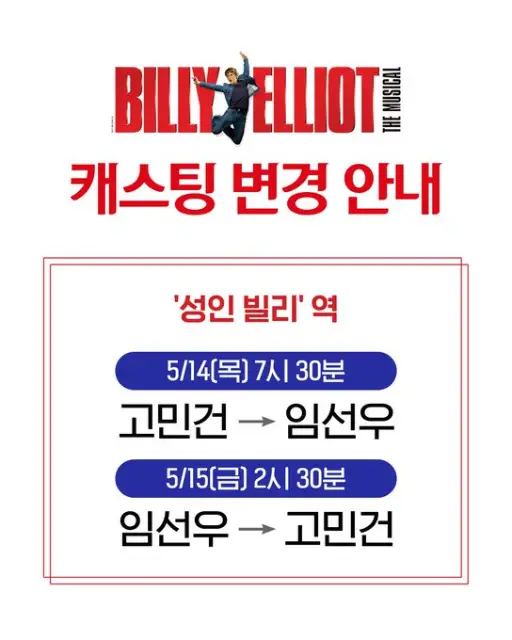 BILLY ELLIOT THE MUSICAL
캐스팅 변경 안내
'성인 빌리' 역
5/14(목) 7시 30분
고민건 → 임선우
5/15(금) 2시 30분
임선우 → 고민건